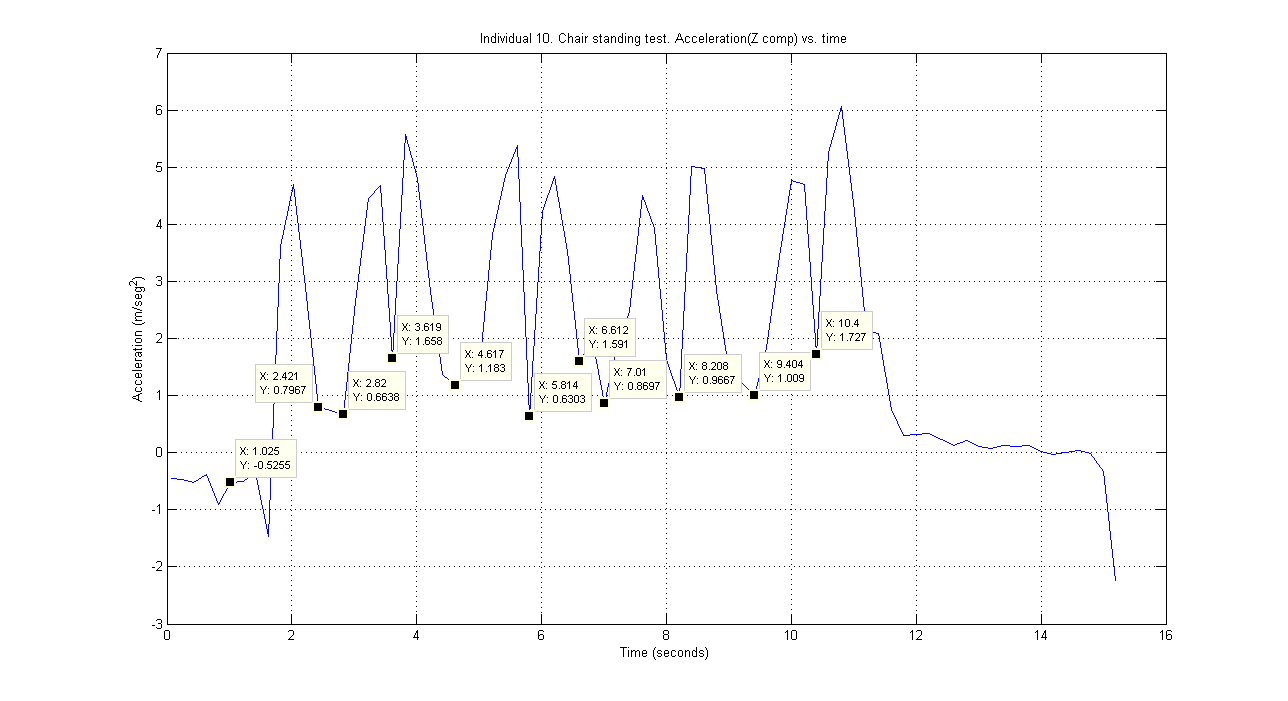 Individual 10. Chair standing test. Acceleration(Z comp) vs. time
Acceleration (m/seg²)
7
6
5
4
3
2
1
0
-1
-2
-3
X: 1.025
Y: -0.5255
X: 2.421
Y: 0.7967
X: 2.82
Y: 0.6638
X: 3.619
Y: 1.658
X: 4.617
Y: 1.183
X: 5.814
Y: 0.6303
X: 6.612
Y: 1.591
X: 7.01
Y: 0.8697
X: 8.208
Y: 0.9667
X: 9.404
Y: 1.009
X: 10.4
Y: 1.727
0 2 4 6 8 10 12 14 16
Time (seconds)